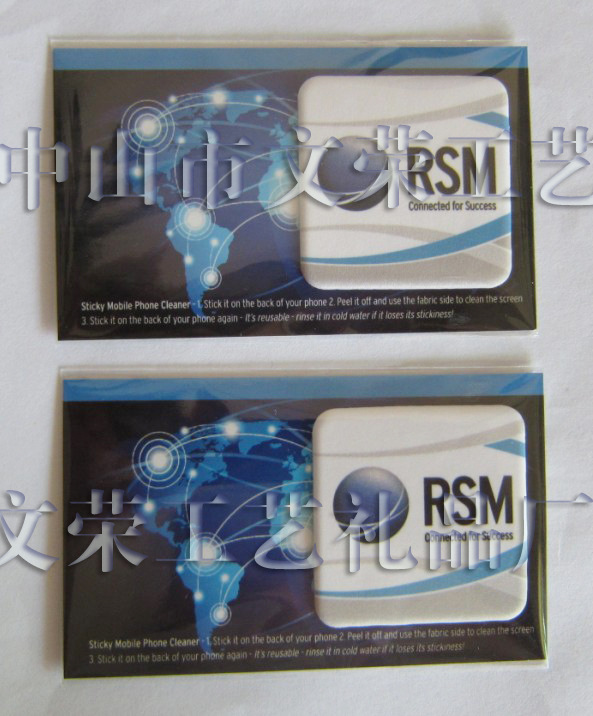 中山市文荣工艺
RSM
Connected for Success
Sticky Mobile Phone Cleaner - 1. Stick it on the back of your phone 2. Peel it off and use the fabric side to clean the screen
3. Stick it on the back of your phone again - It's reusable - rinse it in cold water if it loses its stickiness!
RSM
Connected for Success
文荣工艺礼品厂
Sticky Mobile Phone Cleaner - 1. Stick it on the back of your phone 2. Peel it off and use the fabric side to clean the screen
3. Stick it on the back of your phone again - It's reusable - rinse it in cold water if it loses its stickiness!